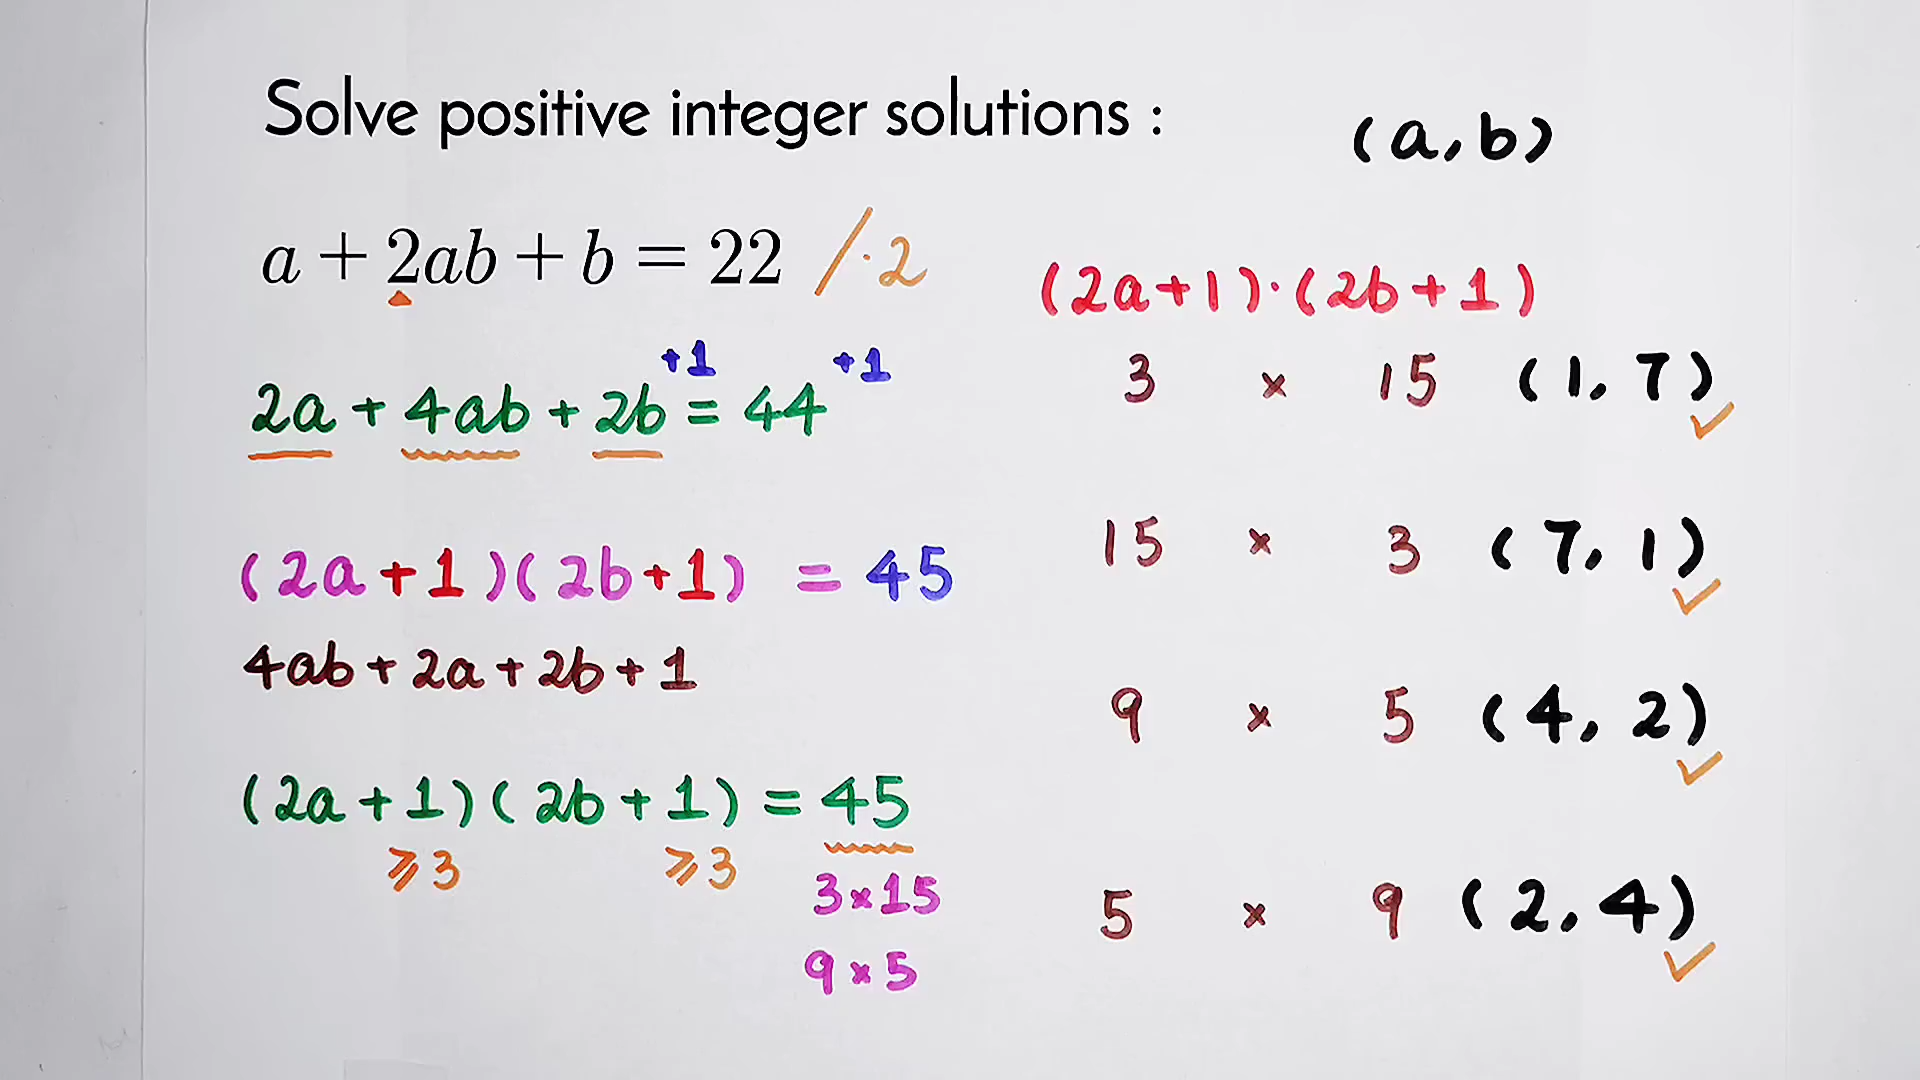 Solve positive integer solutions :
(a,b)
a + 2ab + b = 22 /·2
+1 +1
2a + 4ab + 2b = 44
(2a+1)(2b+1) = 45
4ab+2a+2b+1
(2a+1)(2b+1) = 45
⩾3 ⩾3
3×15
9×5
(2a+1)·(2b+1)
3 × 15 (1, 7) ✓
15 × 3 (7, 1) ✓
9 × 5 (4, 2) ✓
5 × 9 (2, 4) ✓